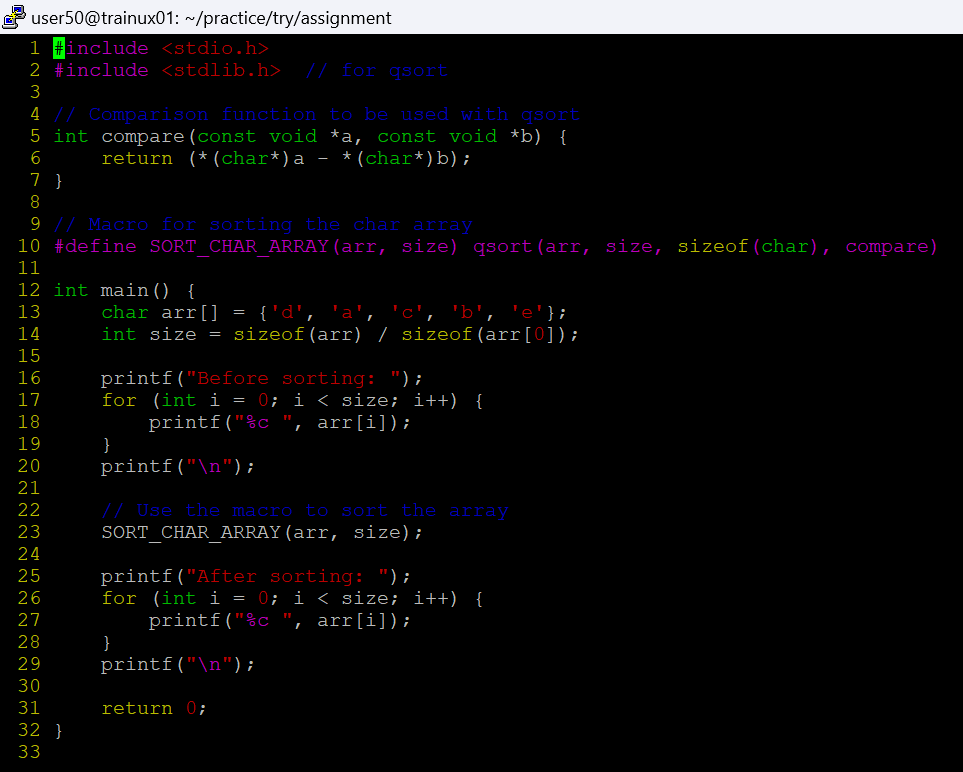 user50@trainux01: ~/practice/try/assignment
1 #include <stdio.h>
2 #include <stdlib.h>  // for qsort
3
4 // Comparison function to be used with qsort
5 int compare(const void *a, const void *b) {
6     return (*(char*)a - *(char*)b);
7 }
8
9 // Macro for sorting the char array
10 #define SORT_CHAR_ARRAY(arr, size) qsort(arr, size, sizeof(char), compare)
11
12 int main() {
13     char arr[] = {'d', 'a', 'c', 'b', 'e'};
14     int size = sizeof(arr) / sizeof(arr[0]);
15
16     printf("Before sorting: ");
17     for (int i = 0; i < size; i++) {
18         printf("%c ", arr[i]);
19     }
20     printf("\n");
21
22     // Use the macro to sort the array
23     SORT_CHAR_ARRAY(arr, size);
24
25     printf("After sorting: ");
26     for (int i = 0; i < size; i++) {
27         printf("%c ", arr[i]);
28     }
29     printf("\n");
30
31     return 0;
32 }
33